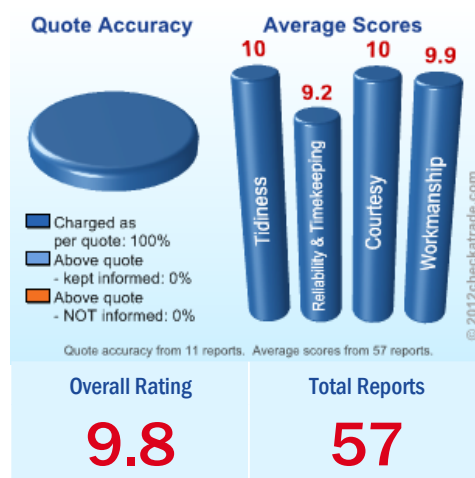 Quote Accuracy
Average Scores
10
9.2
10
9.9
Tidiness
Reliability & Timekeeping
Courtesy
Workmanship
Charged as
per quote: 100%
Above quote
- kept informed: 0%
Above quote
- NOT informed: 0%
© 2012checkatrade.com
Quote accuracy from 11 reports. Average scores from 57 reports.
Overall Rating
Total Reports
9.8
57